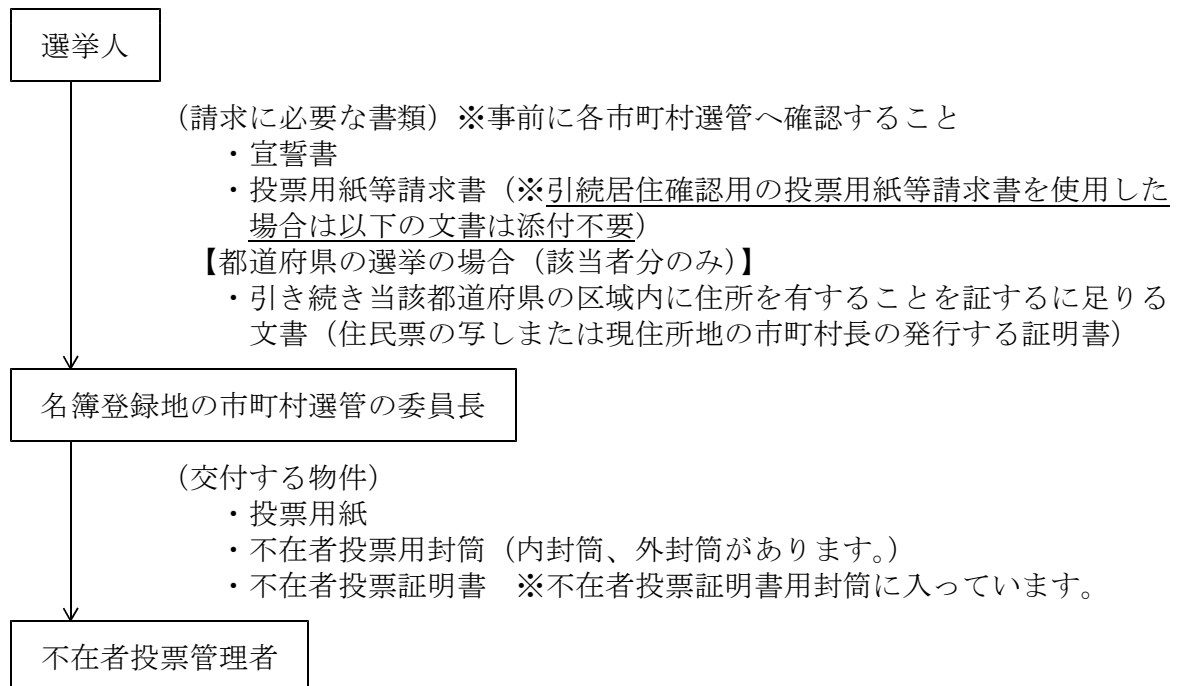 選挙人
（請求に必要な書類）※事前に各市町村選管へ確認すること
・宣誓書
・投票用紙等請求書（※引続居住確認用の投票用紙等請求書を使用した
場合は以下の文書は添付不要）
【都道府県の選挙の場合（該当者分のみ）】
・引き続き当該都道府県の区域内に住所を有することを証するに足りる
文書（住民票の写しまたは現住所地の市町村長の発行する証明書）
名簿登録地の市町村選管の委員長
（交付する物件）
・投票用紙
・不在者投票用封筒（内封筒、外封筒があります。）
・不在者投票証明書　※不在者投票証明書用封筒に入っています。
不在者投票管理者